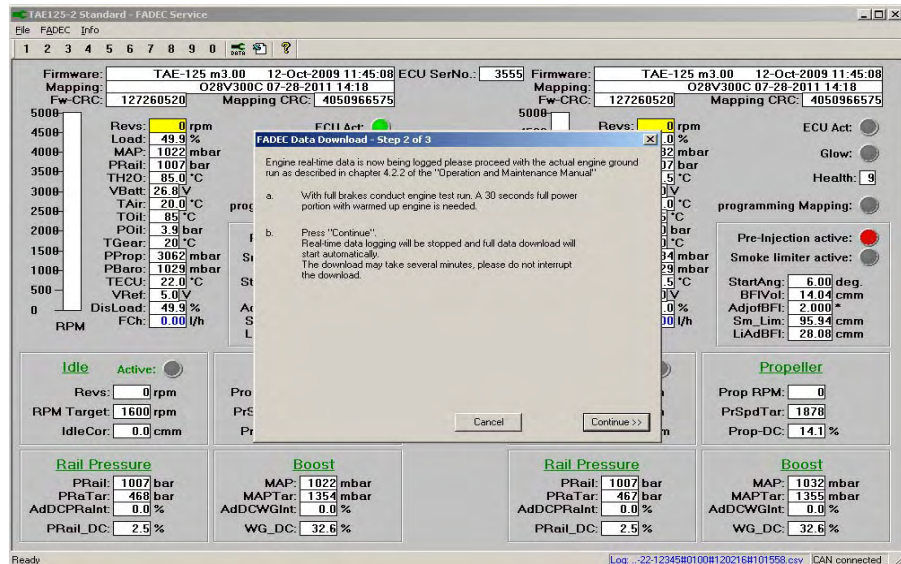 TAE125-2 Standard - FADEC Service
File FADEC Info
1 2 3 4 5 6 7 8 9 0 DATA ?
Firmware: TAE-125 m3.00 12-Oct-2009 11:45:08 ECU SerNo.: 3555 Firmware: TAE-125 m3.00 12-Oct-2009 11:45:08
Mapping: O28V300C 07-28-2011 14:18 Mapping: O28V300C 07-28-2011 14:18
Fw-CRC: 127260520 Mapping CRC: 4050966575 Fw-CRC: 127260520 Mapping CRC: 4050966575
5000
4500
4000
3500
3000
2500
2000
1500
1000
500
0
RPM
Revs: 0 rpm
Load: 49.9 %
MAP: 1022 mbar
PRail: 1007 bar
TH2O: 85.0 °C
VBatt: 26.8 V
TAir: 20.0 °C
TOil: 85 °C
POil: 3.9 bar
TGear: 20 °C
PProp: 3062 mbar
PBaro: 1029 mbar
TECU: 22.0 °C
VRef: 5.0 V
DisLoad: 49.9 %
FCh: 0.00 l/h
ECU Act:
FADEC Data Download - Step 2 of 3
Engine real-time data is now being logged please proceed with the actual engine ground
run as described in chapter 4.2.2 of the "Operation and Maintenance Manual"
a. With full brakes conduct engine test run. A 30 seconds full power
portion with warmed up engine is needed.
b. Press "Continue".
Real-time data logging will be stopped and full data download will
start automatically.
The download may take several minutes, please do not interrupt
the download.
Cancel Continue >>
5000
Revs: 0 rpm
%
mbar
bar
°C
V
°C
°C
bar
°C
mbar
mbar
°C
V
%
l/h
ECU Act:
Glow:
Health: 9
programming Mapping:
Pre-Injection active:
Smoke limiter active:
StartAng: 6.00 deg.
BFIVol: 14.04 cmm
AdjofBFI: 2.000 °
Sm_Lim: 95.94 cmm
LiAdBFI: 28.08 cmm
Idle Active:
Revs: 0 rpm
RPM Target: 1600 rpm
IdleCor: 0.0 cmm
Propeller
Prop RPM: 0
PrSpdTar: 1878
Prop-DC: 14.1 %
Rail Pressure
PRail: 1007 bar
PRaTar: 468 bar
AdDCPRaInt: 0.0 %
PRail_DC: 2.5 %
Boost
MAP: 1022 mbar
MAPTar: 1354 mbar
AdDCWGInt: 0.0 %
WG_DC: 32.6 %
Rail Pressure
PRail: 1007 bar
PRaTar: 467 bar
AdDCPRaInt: 0.0 %
PRail_DC: 2.5 %
Boost
MAP: 1032 mbar
MAPTar: 1355 mbar
AdDCWGInt: 0.0 %
WG_DC: 32.6 %
Ready Log: ..-22-12345#0100#120216#101558.csv CAN connected